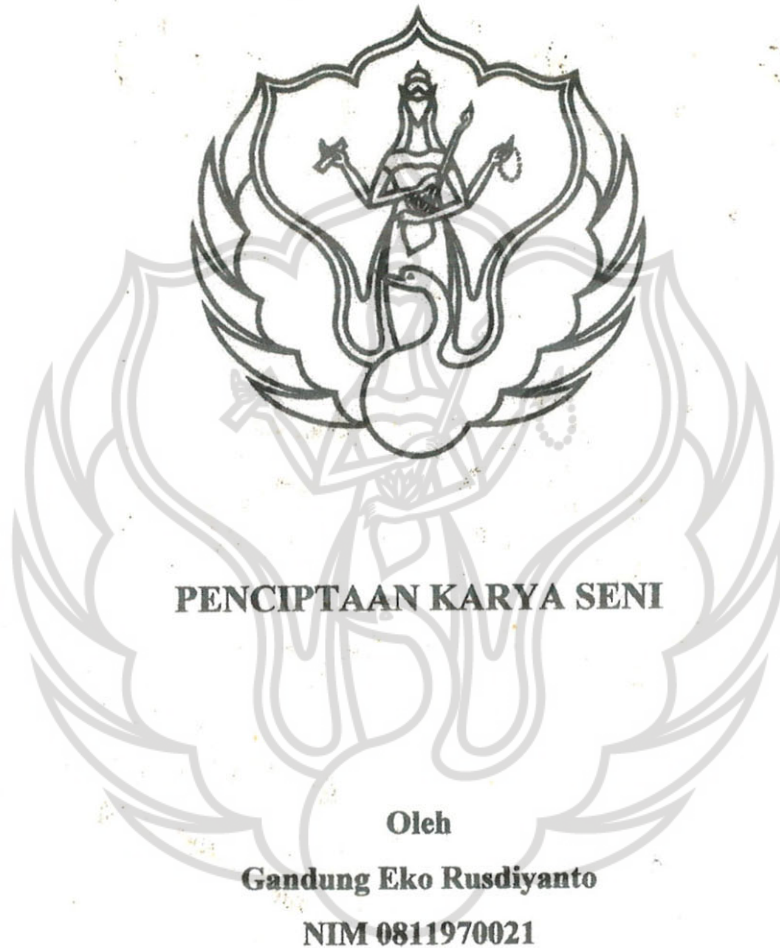 PENCIPTAAN KARYA SENI
Oleh
Gandung Eko Rusdiyanto
NIM 0811970021